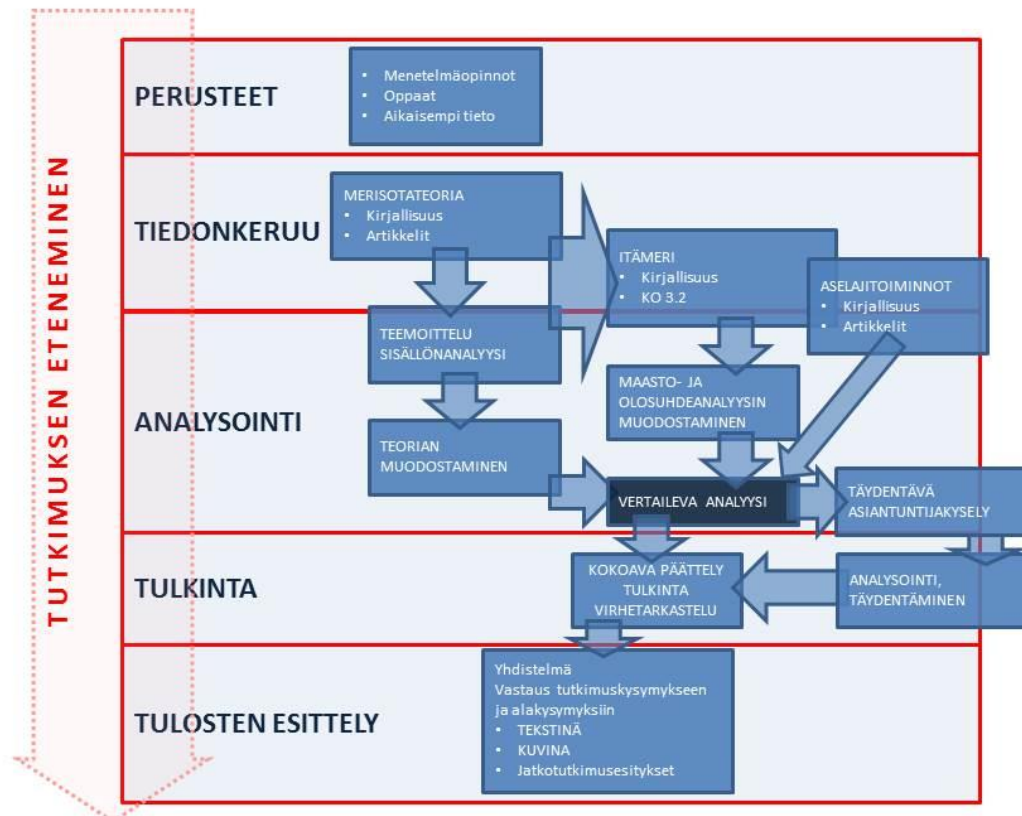 TUTKIMUKSEN ETENEMINEN
PERUSTEET
• Menetelmäopinnot
• Oppaat
• Aikaisempi tieto
TIEDONKERUU
MERISOTATEORIA
• Kirjallisuus
• Artikkelit
ITÄMERI
• Kirjallisuus
• KO 3.2
ASELAJITOIMINNOT
• Kirjallisuus
• Artikkelit
ANALYSOINTI
TEEMOITTELU
SISÄLLÖNANALYYSI
MAASTO- JA
OLOSUHDEANALYYSIN
MUODOSTAMINEN
TEORIAN
MUODOSTAMINEN
VERTAILEVA ANALYYSI
TÄYDENTÄVÄ
ASIANTUNTIJAKYSELY
TULKINTA
KOKOAVA PÄÄTTELY
TULKINTA
VIRHETARKASTELU
ANALYSOINTI,
TÄYDENTÄMINEN
TULOSTEN ESITTELY
Yhdistelmä
Vastaus tutkimuskysymykseen
ja alakysymyksiin
• TEKSTINÄ
• KUVINA
• Jatkotutkimusesitykset